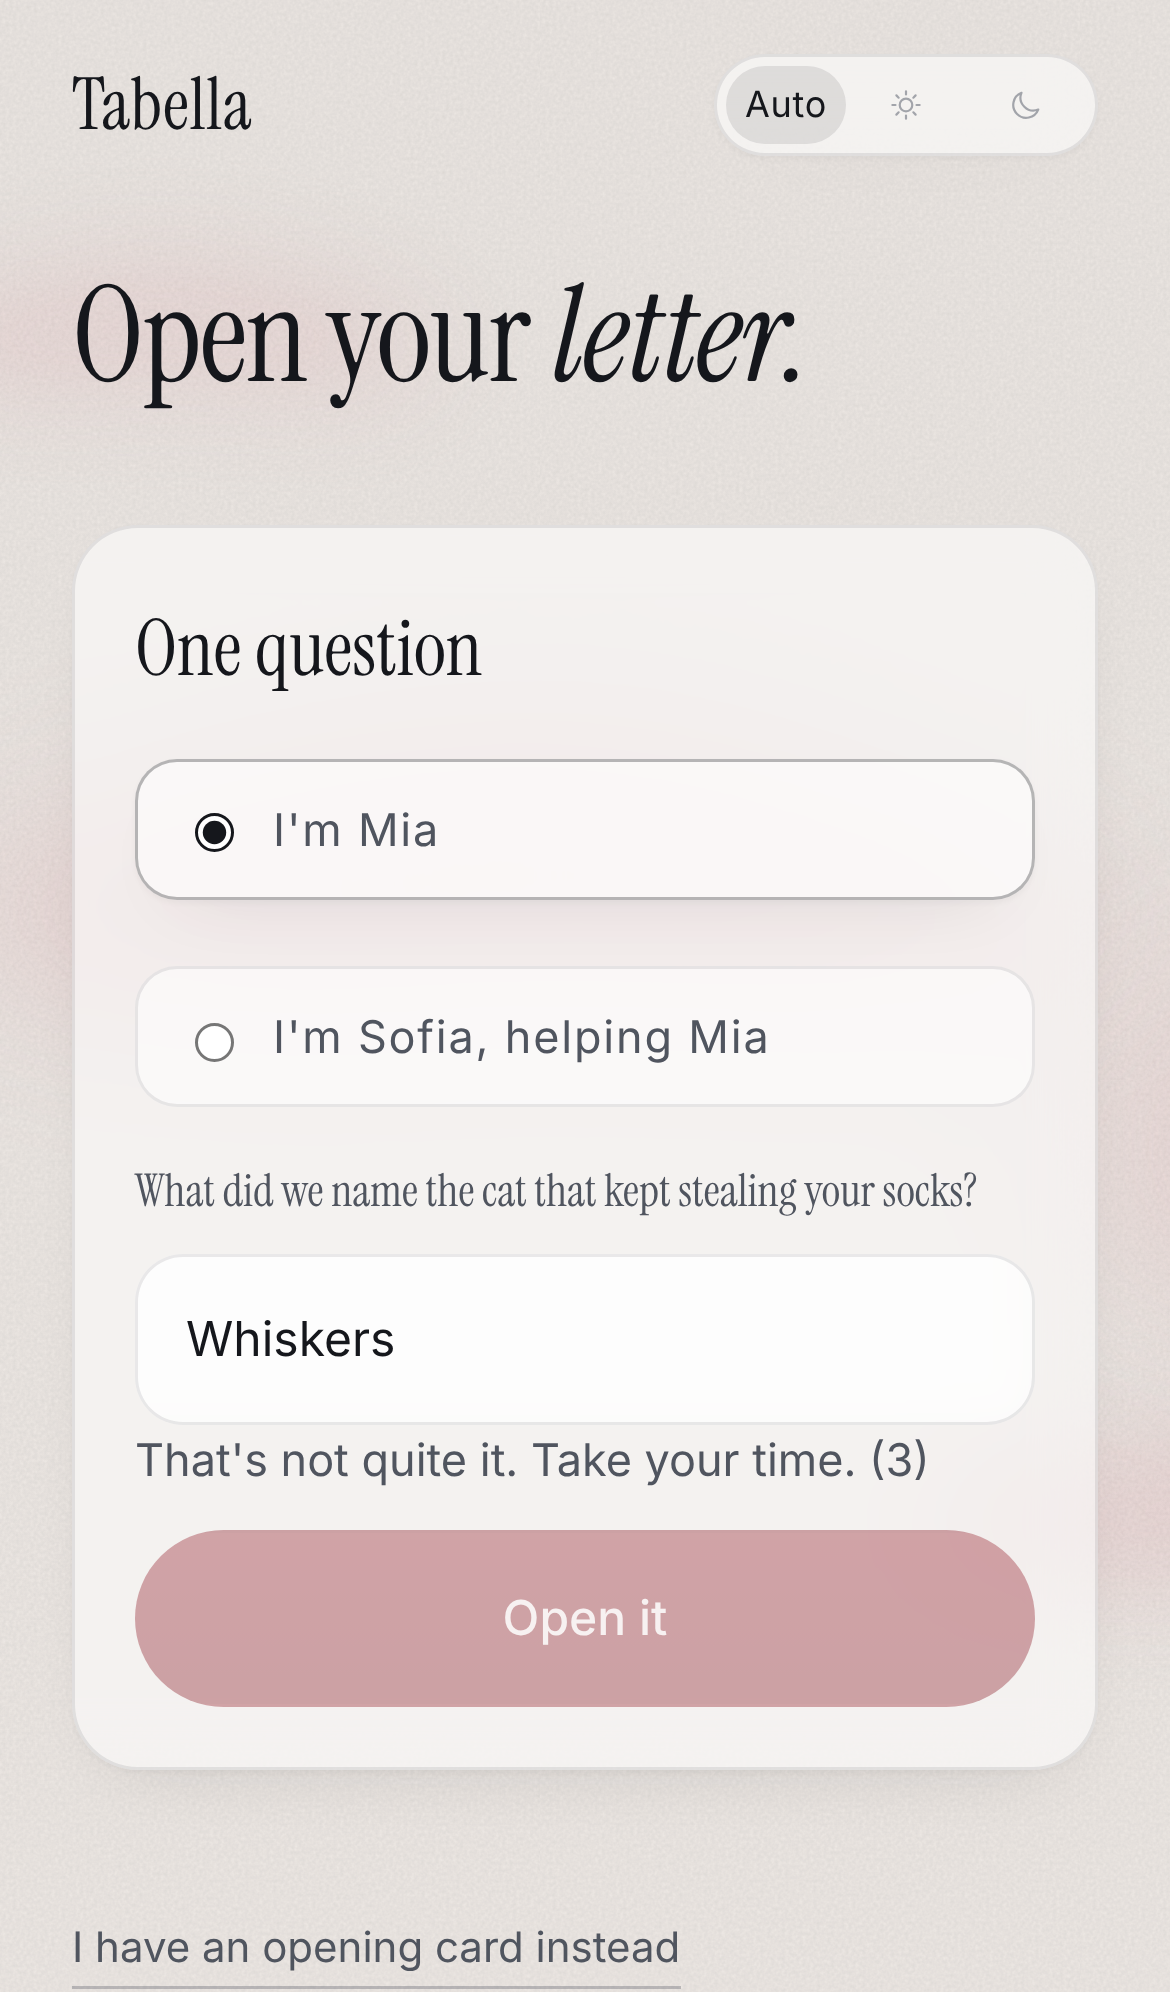 Tabella
Auto
Open your letter.
One question
I'm Mia
I'm Sofia, helping Mia
What did we name the cat that kept stealing your socks?
Whiskers
That's not quite it. Take your time. (3)
Open it
I have an opening card instead